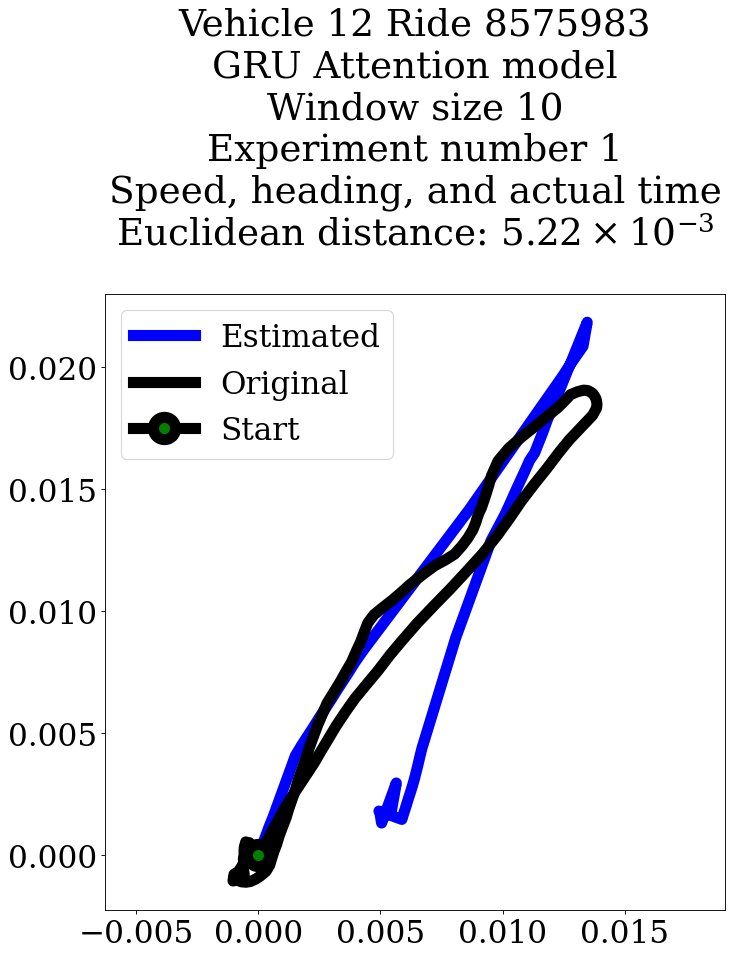 Vehicle 12 Ride 8575983
GRU Attention model
Window size 10
Experiment number 1
Speed, heading, and actual time
Euclidean distance: 5.22 × 10⁻³
Estimated
Original
Start
0.020
0.015
0.010
0.005
0.000
−0.005 0.000 0.005 0.010 0.015